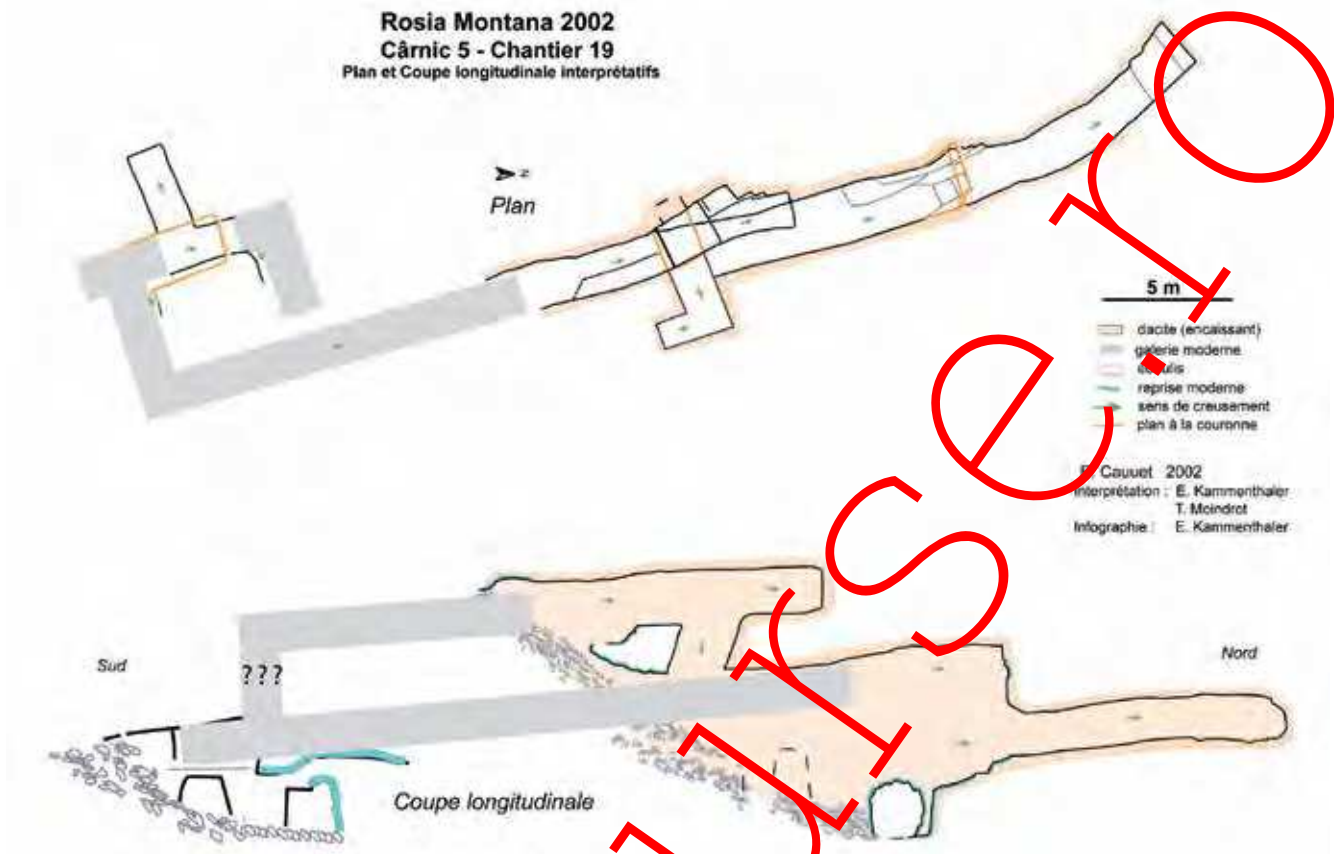 Rosia Montana 2002
Cârnic 5 - Chantier 19
Plan et Coupe longitudinale interprétatifs
N
Plan
5 m
dacite (encaissant)
galerie moderne
reprise moderne
sens de creusement
plan à la couronne
Cauuet 2002
Interprétation : E. Kammenthaler
T. Moindrot
Infographie : E. Kammenthaler
Sud
???
Nord
Coupe longitudinale